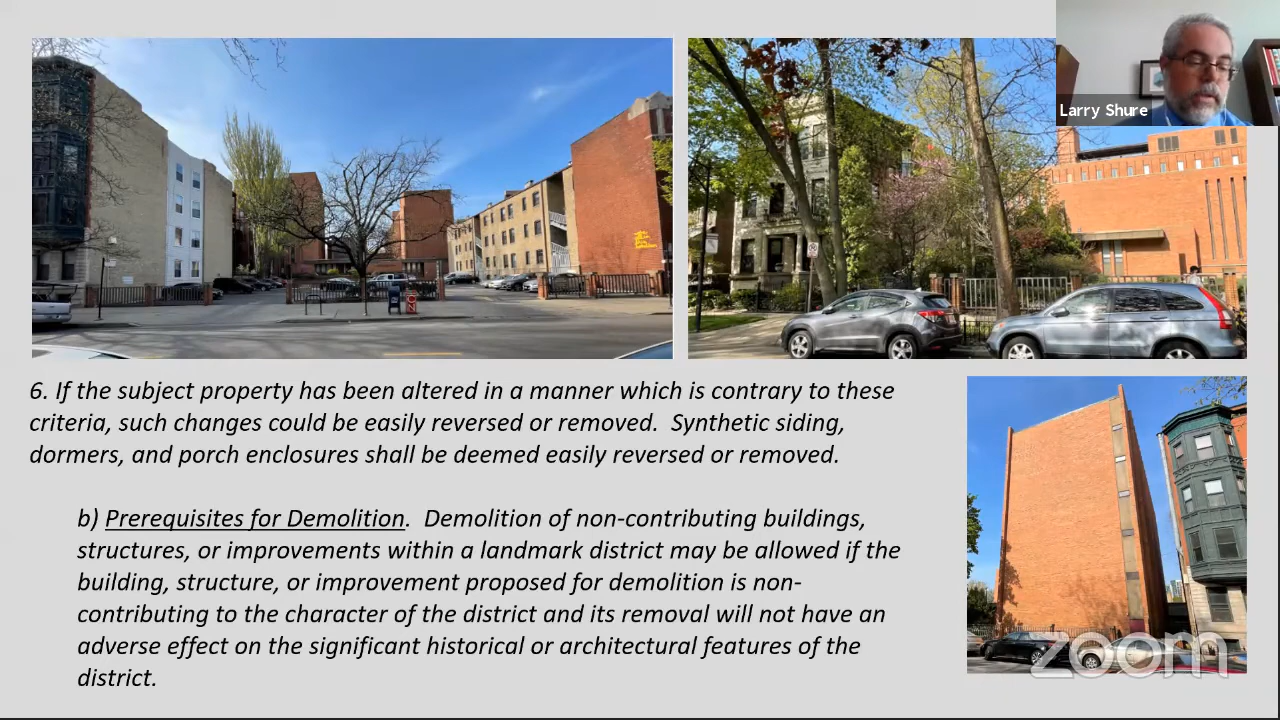 Larry Shure
6. If the subject property has been altered in a manner which is contrary to these
criteria, such changes could be easily reversed or removed.  Synthetic siding,
dormers, and porch enclosures shall be deemed easily reversed or removed.
b) Prerequisites for Demolition.  Demolition of non-contributing buildings,
structures, or improvements within a landmark district may be allowed if the
building, structure, or improvement proposed for demolition is non-
contributing to the character of the district and its removal will not have an
adverse effect on the significant historical or architectural features of the
district.
zoom